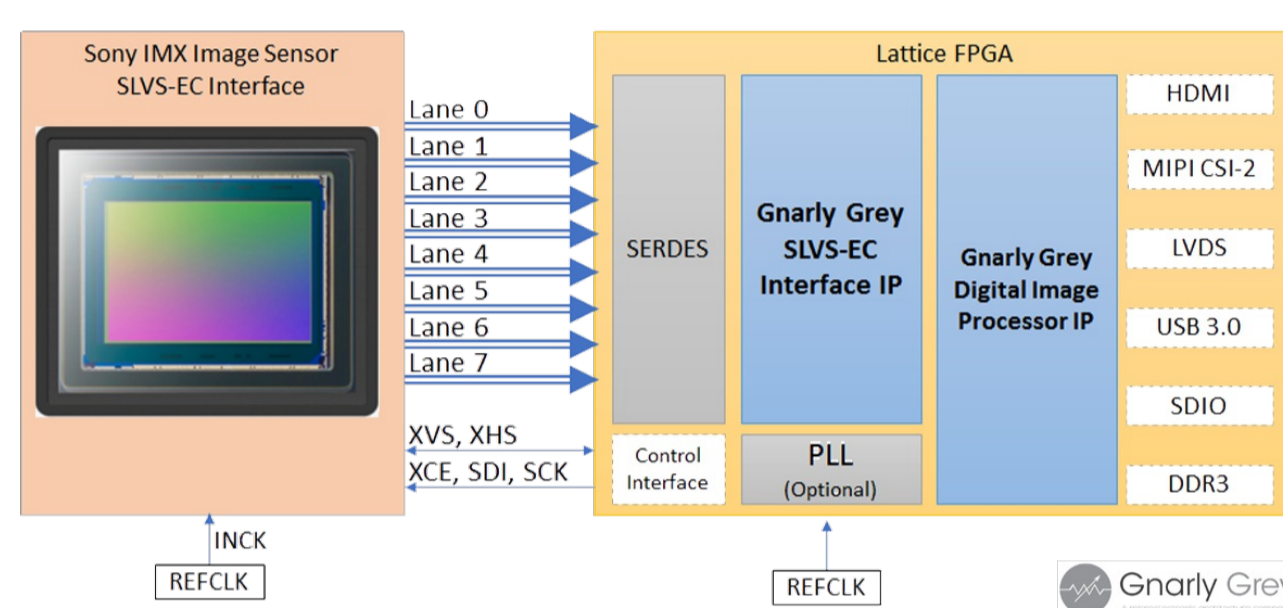 Sony IMX Image Sensor
SLVS-EC Interface
Lane 0
Lane 1
Lane 2
Lane 3
Lane 4
Lane 5
Lane 6
Lane 7
XVS, XHS
XCE, SDI, SCK
INCK
REFCLK
Lattice FPGA
SERDES
Control
Interface
Gnarly Grey
SLVS-EC
Interface IP
PLL
(Optional)
REFCLK
Gnarly Grey
Digital Image
Processor IP
HDMI
MIPI CSI-2
LVDS
USB 3.0
SDIO
DDR3
Gnarly Grey